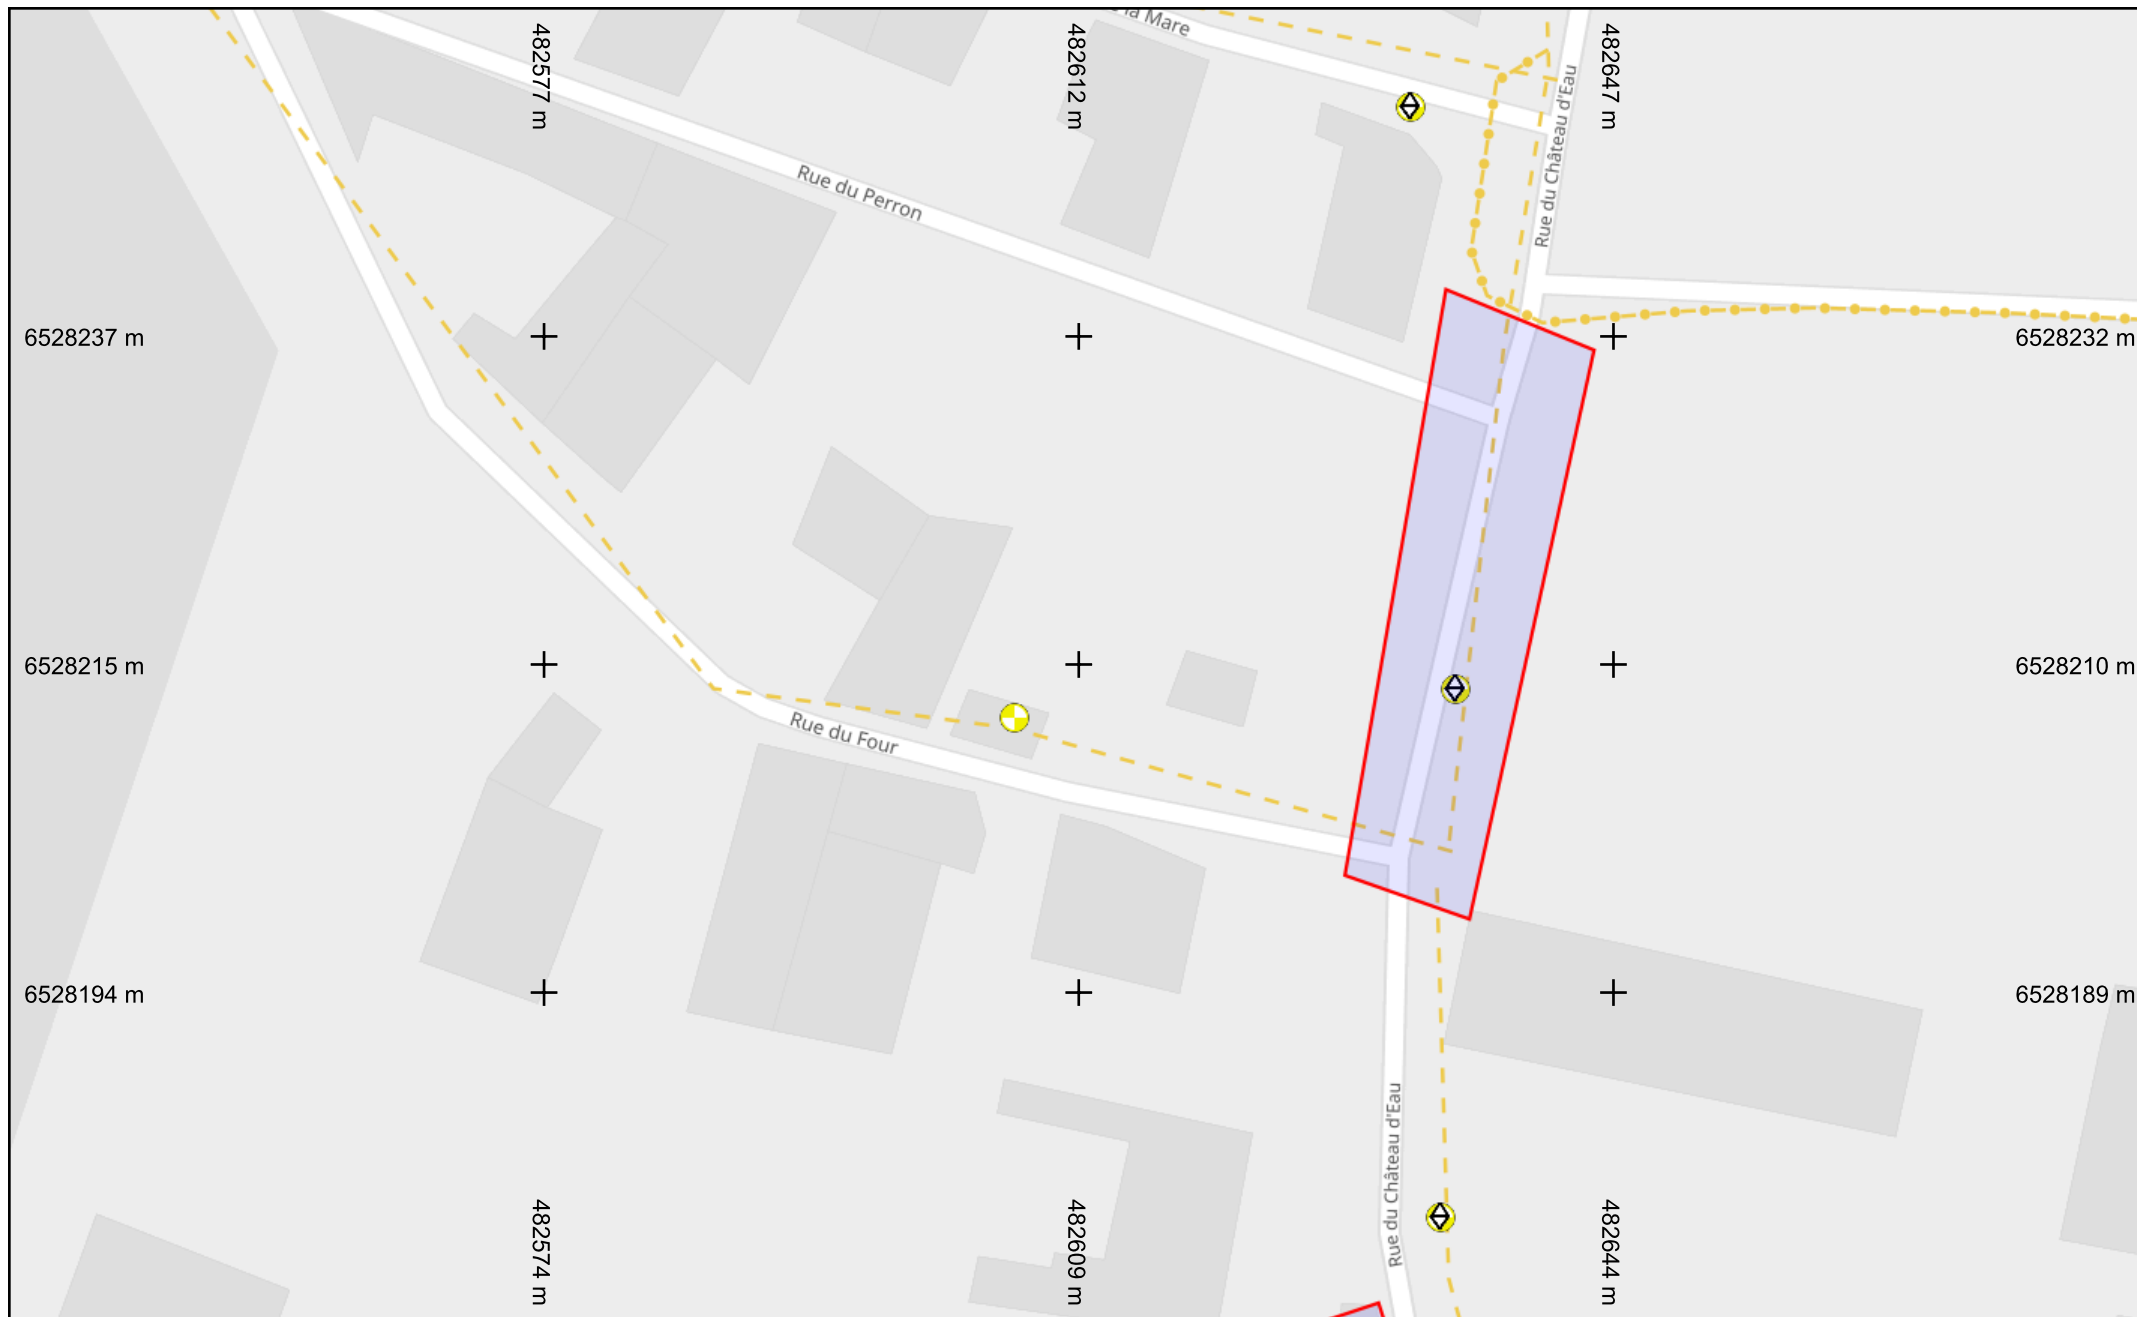 la Mare
482577 m
482612 m
482647 m
Rue du Château d'Eau
Rue du Perron
6528237 m
6528232 m
6528215 m
6528210 m
Rue du Four
6528194 m
6528189 m
Rue du Château d'Eau
482574 m
482609 m
482644 m